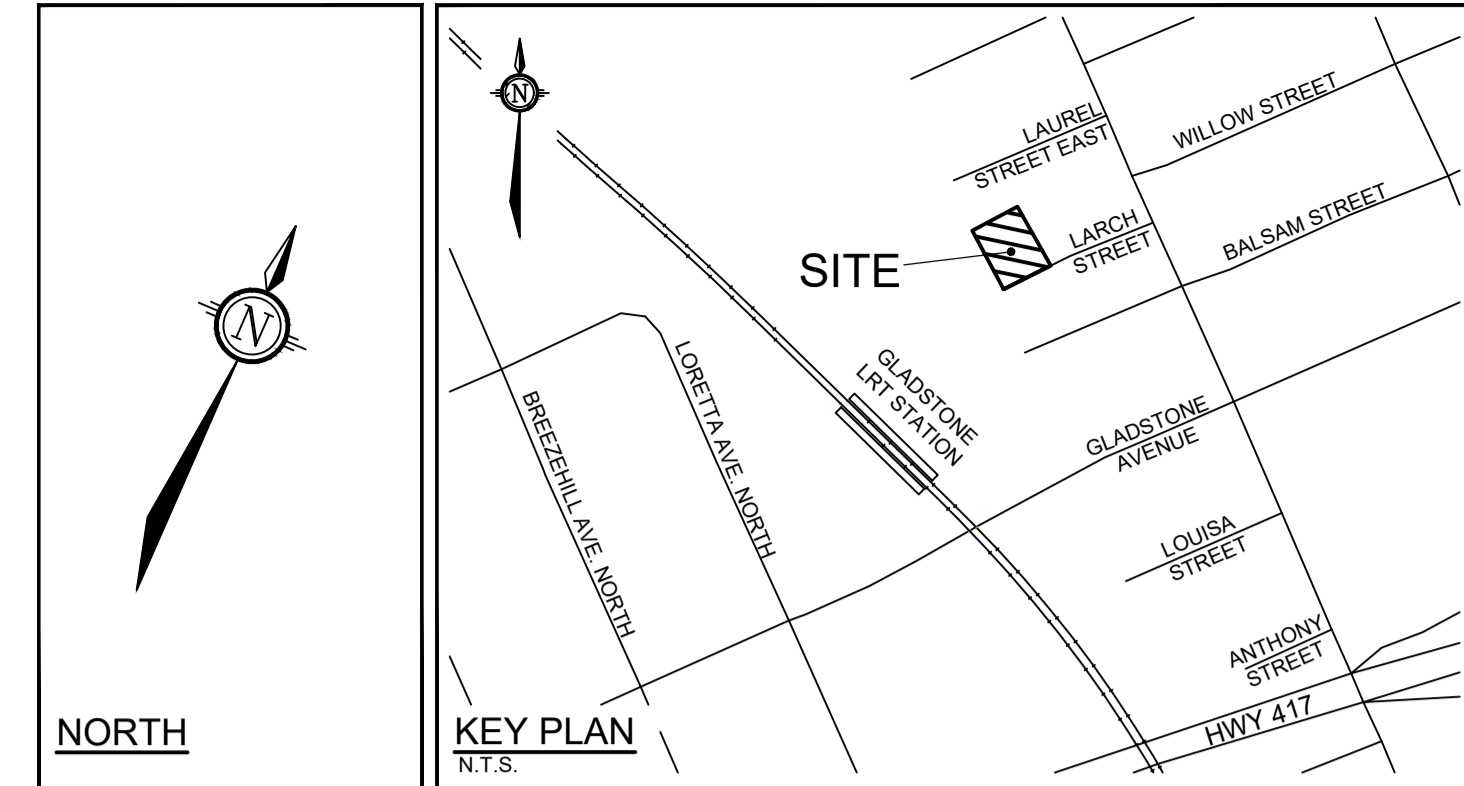 N
NORTH
N
LAUREL
STREET EAST
WILLOW STREET
LARCH
STREET
BALSAM STREET
SITE
GLADSTONE
LRT STATION
LORETTA AVE. NORTH
BREEZEHILL AVE. NORTH
GLADSTONE
AVENUE
LOUISA
STREET
ANTHONY
STREET
HWY 417
KEY PLAN
N.T.S.